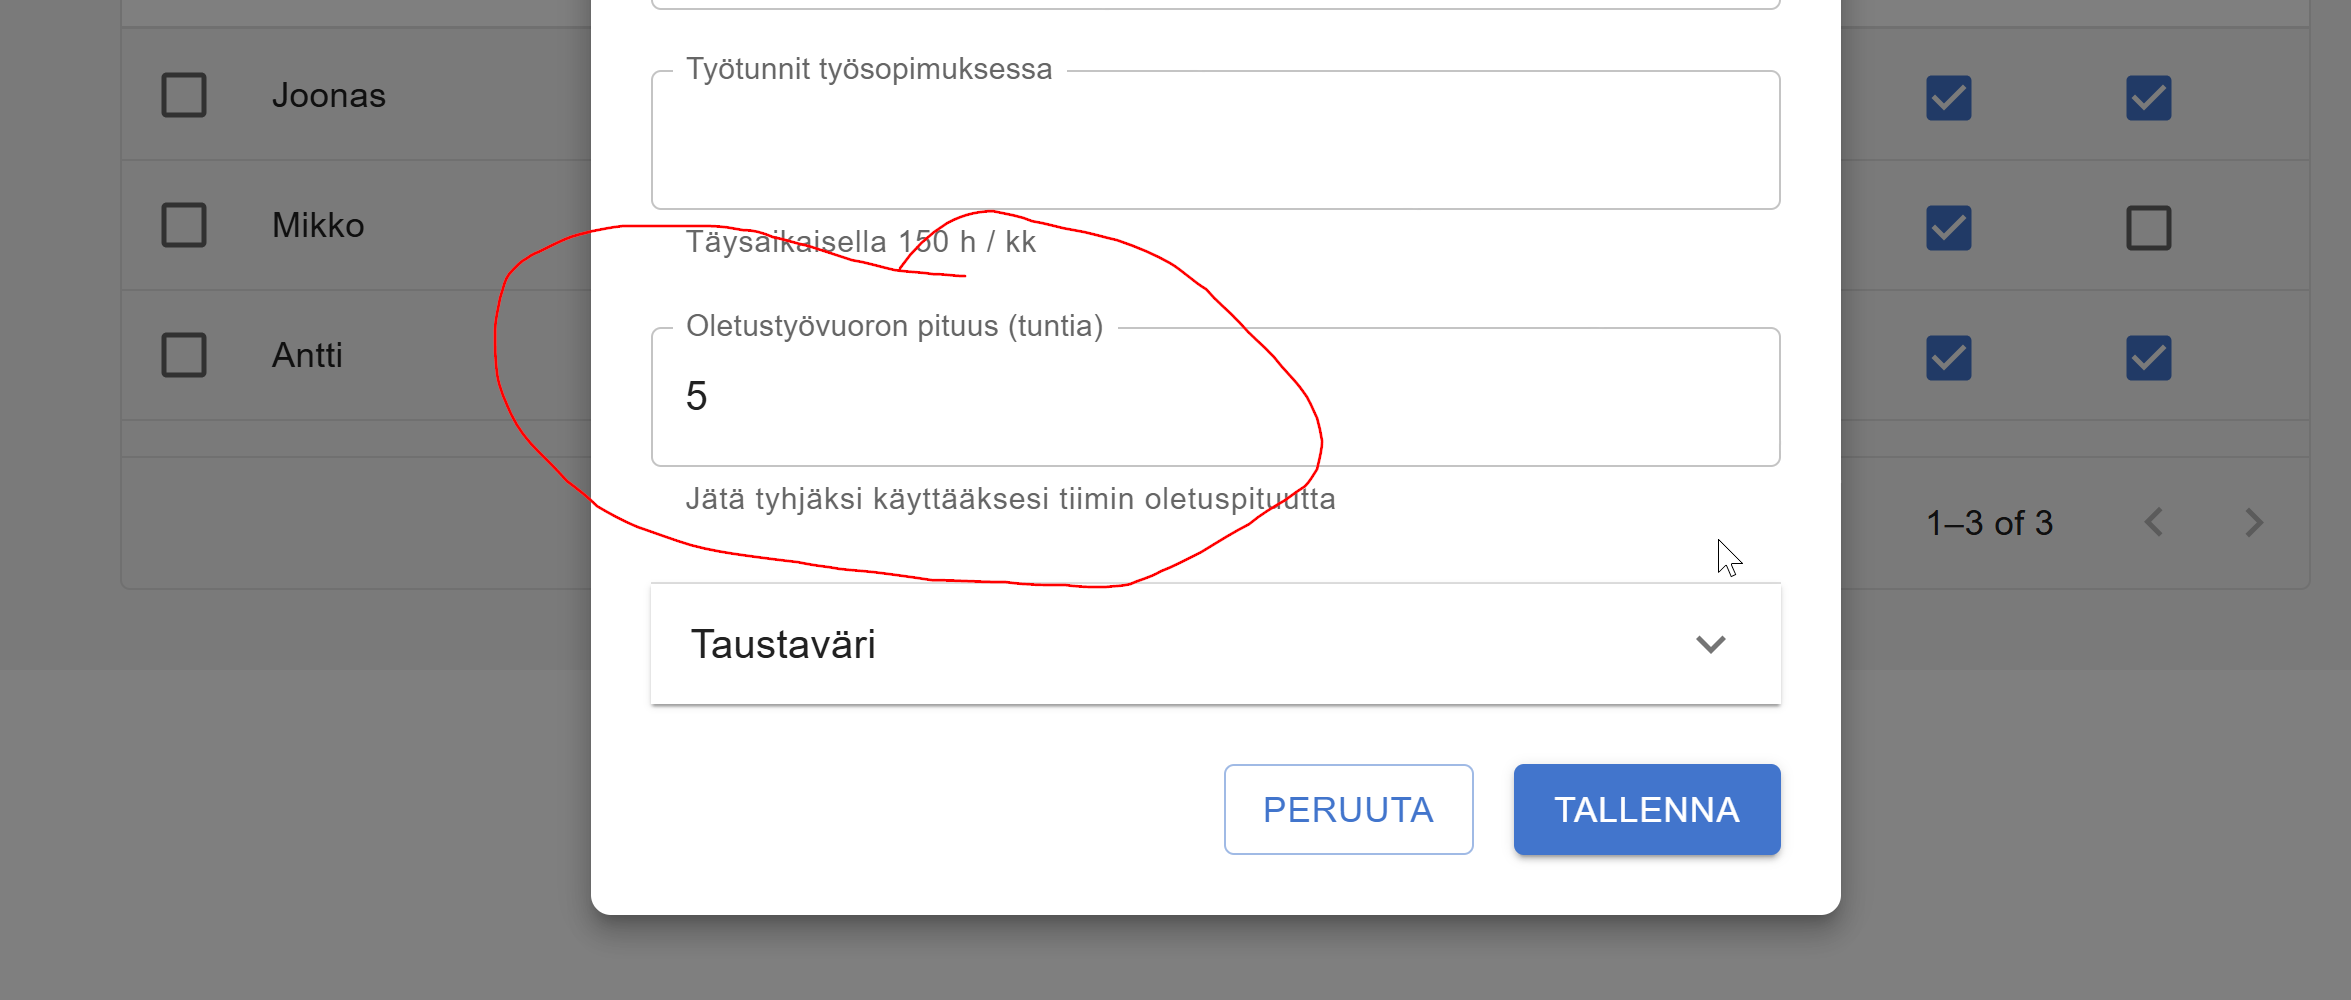 Työtunnit työsopimuksessa
Joonas
Mikko
Täysaikaisella 150 h / kk
Oletustyövuoron pituus (tuntia)
Antti
5
Jätä tyhjäksi käyttääksesi tiimin oletuspituutta
1–3 of 3
Taustaväri
PERUUTA
TALLENNA